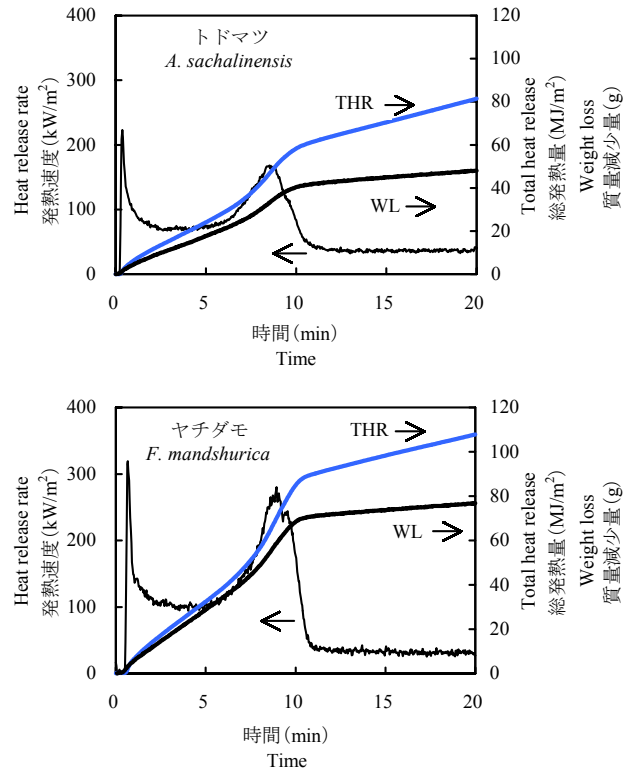 400
300
200
100
0
Heat release rate
発熱速度(kW/m²)
トドマツ
A. sachalinensis
THR
WL
120
100
80
60
40
20
0
Total heat release
総発熱量(MJ/m²)
Weight loss
質量減少量(g)
0 5 10 15 20
時間(min)
Time
400
300
200
100
0
Heat release rate
発熱速度(kW/m²)
ヤチダモ
F. mandshurica
THR
WL
120
100
80
60
40
20
0
Total heat release
総発熱量(MJ/m²)
Weight loss
質量減少量(g)
0 5 10 15 20
時間(min)
Time